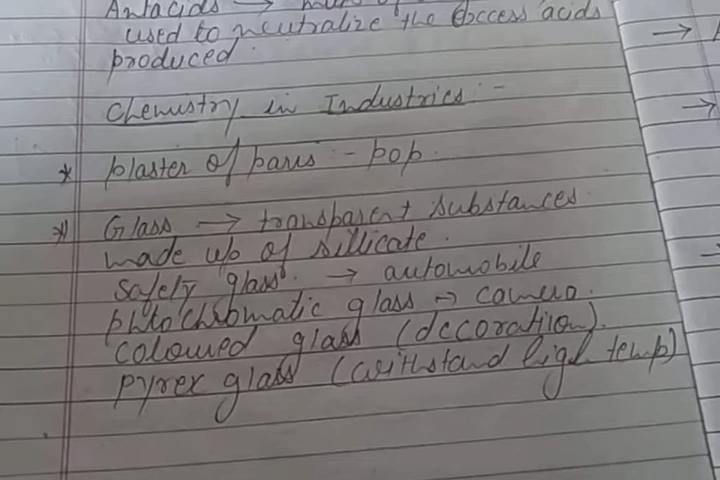 Antacids →
used to neutralize the Excess acids
produced.
Chemistry in Industries :-
* plaster of paris :- pop.
* Glass → transparent substances
made up of sillicate.
safety glass. → automobile
photochromatic glass → camera.
coloured glass (decoration).
pyrex glass (withstand high temp)